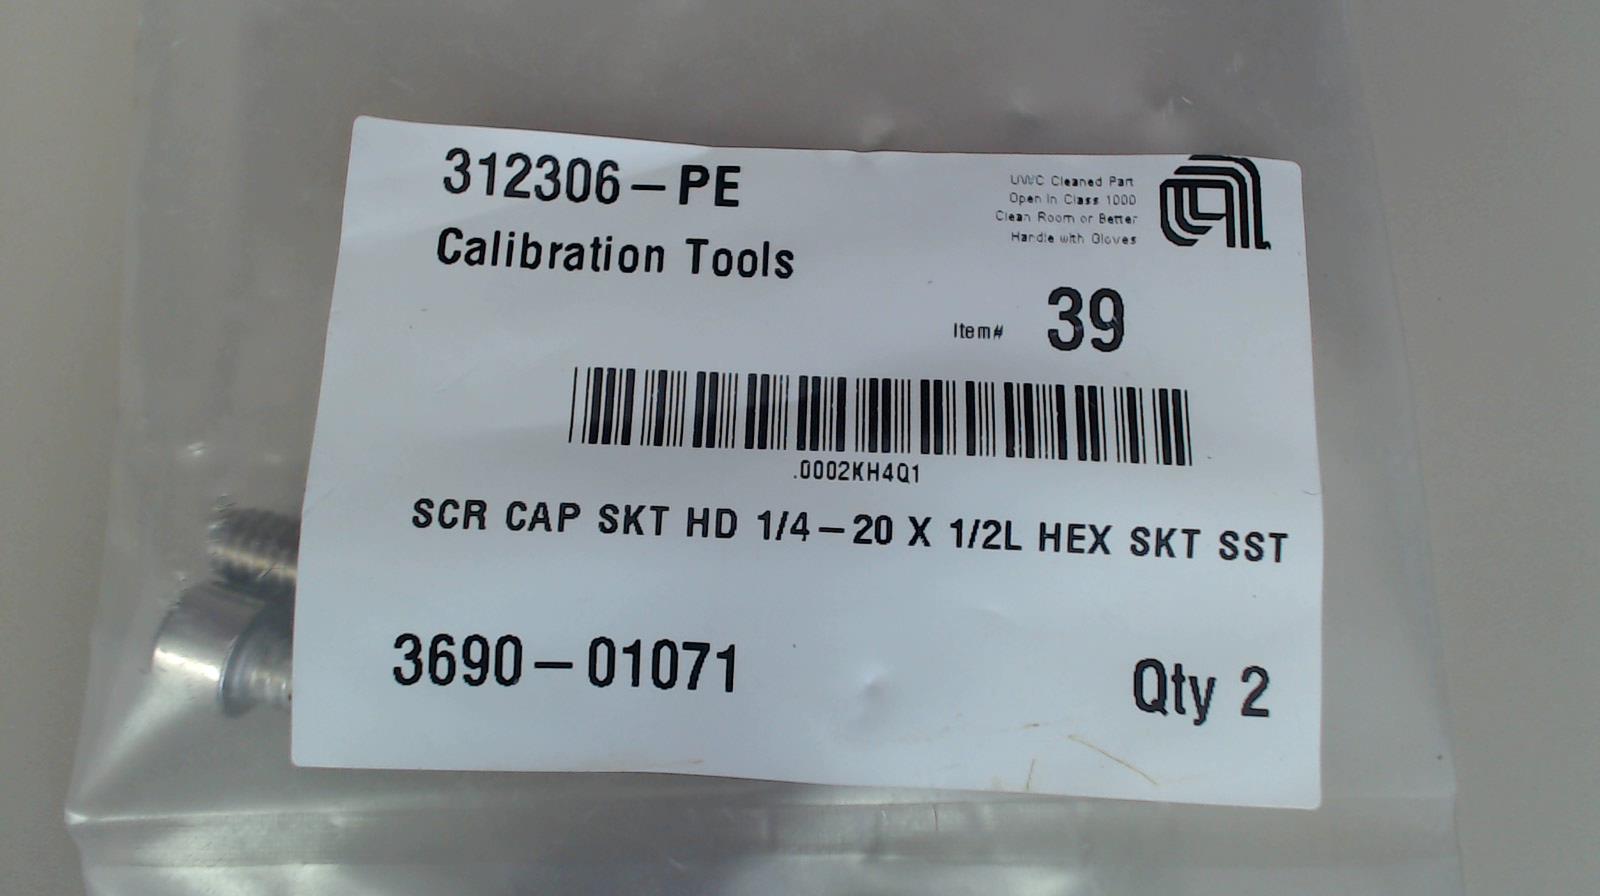 312306-PE
Calibration Tools
UWC Cleaned Part
Open in Class 1000
Clean Room or Better
Handle with Gloves
Item# 39
.0002KH4Q1
SCR CAP SKT HD 1/4-20 X 1/2L HEX SKT SST
3690-01071
Qty 2